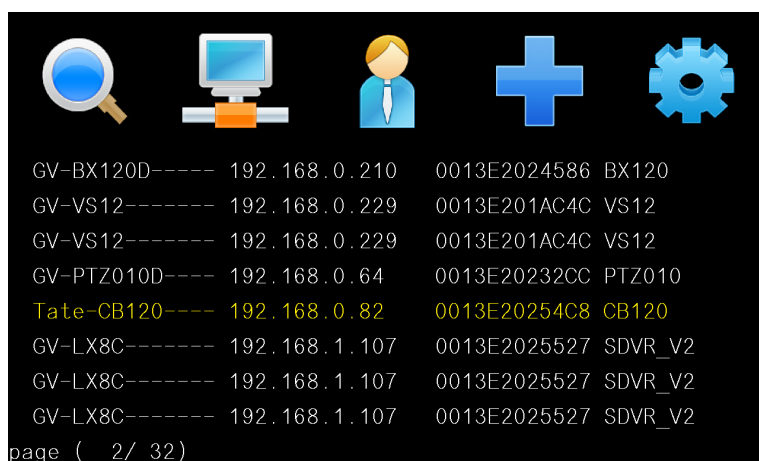 GV-BX120D----- 192.168.0.210 0013E2024586 BX120
GV-VS12------- 192.168.0.229 0013E201AC4C VS12
GV-VS12------- 192.168.0.229 0013E201AC4C VS12
GV-PTZ010D---- 192.168.0.64 0013E20232CC PTZ010
Tate-CB120---- 192.168.0.82 0013E20254C8 CB120
GV-LX8C------- 192.168.1.107 0013E2025527 SDVR_V2
GV-LX8C------- 192.168.1.107 0013E2025527 SDVR_V2
GV-LX8C------- 192.168.1.107 0013E2025527 SDVR_V2
page ( 2/ 32)